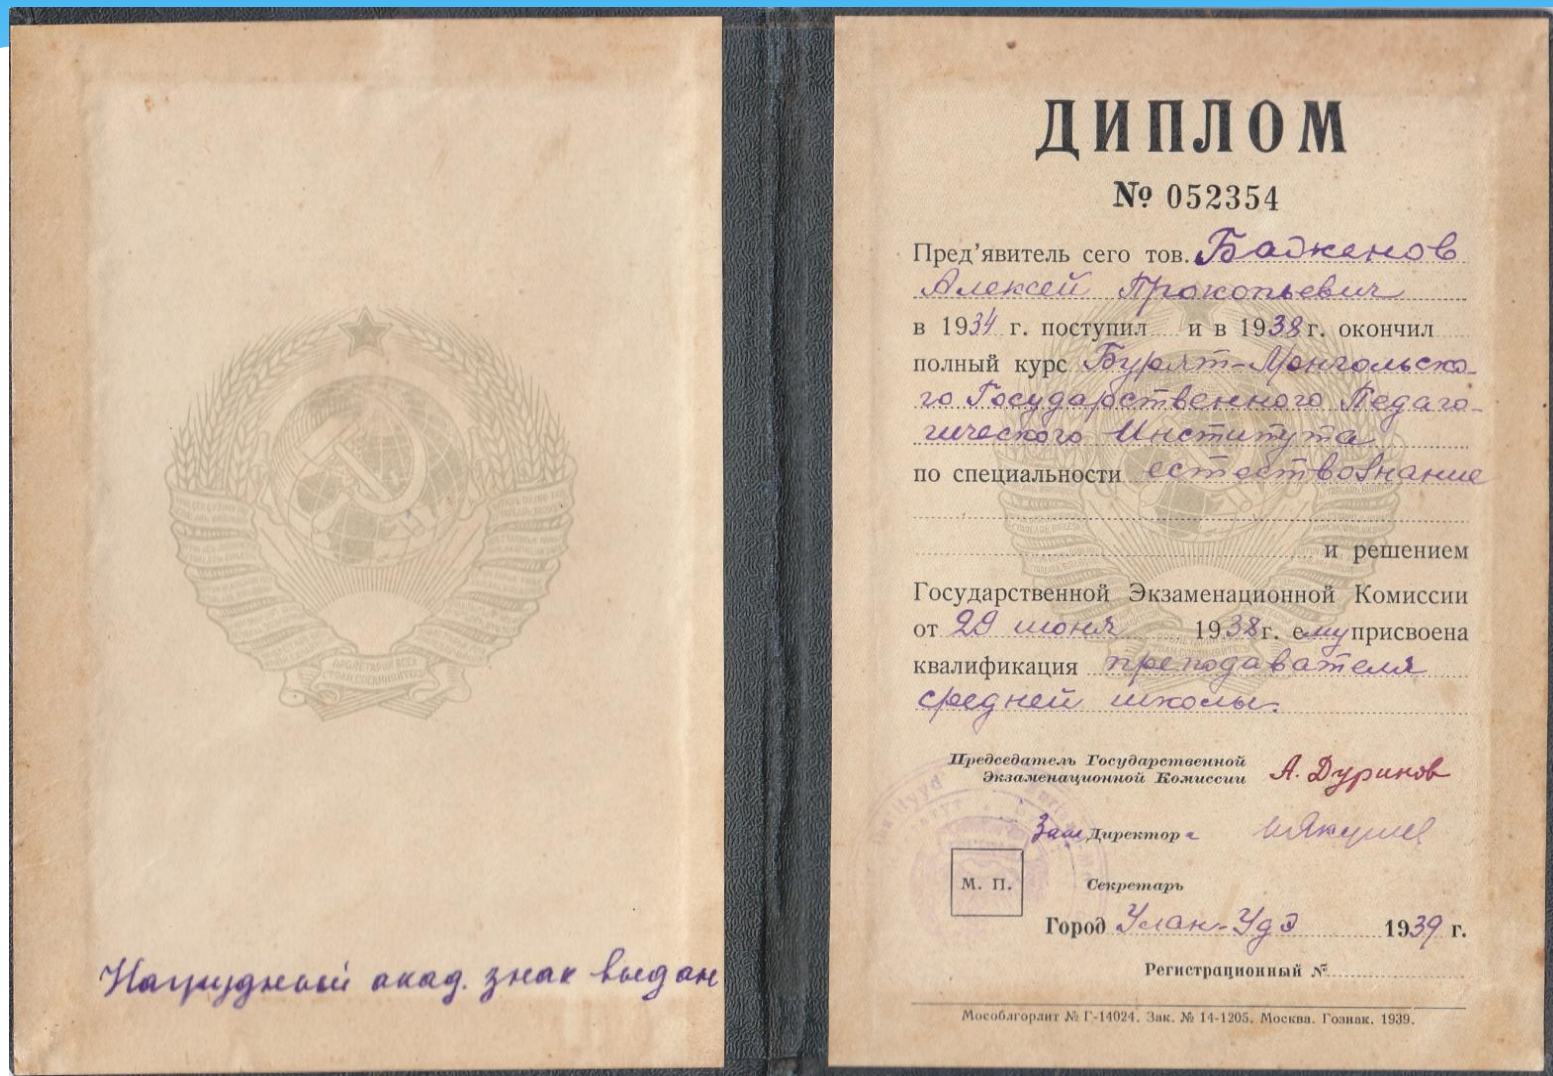 Нагрудный акад. знак выдан
ДИПЛОМ
№ 052354
Пред'явитель сего тов. Баженов
Алексей Прокопьевич
в 1934 г. поступил и в 1938 г. окончил
полный курс Бурят-Монгольско-
го Государственного Педаго-
гического Института
по специальности естествознание
и решением
Государственной Экзаменационной Комиссии
от 29 июня 1938 г. ему присвоена
квалификация преподавателя
средней школы.
Председатель Государственной
Экзаменационной Комиссии
Зам Директора
М. П.
Секретарь
Город Улан-Удэ 1939 г.
Регистрационный №
Мособлгорлит № Г-14024. Зак. № 14-1205. Москва. Гознак. 1939.